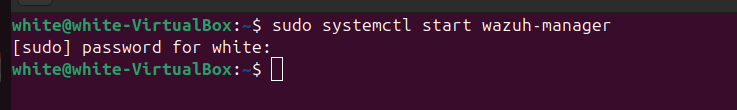 white@white-VirtualBox:~$ sudo systemctl start wazuh-manager
[sudo] password for white:
white@white-VirtualBox:~$